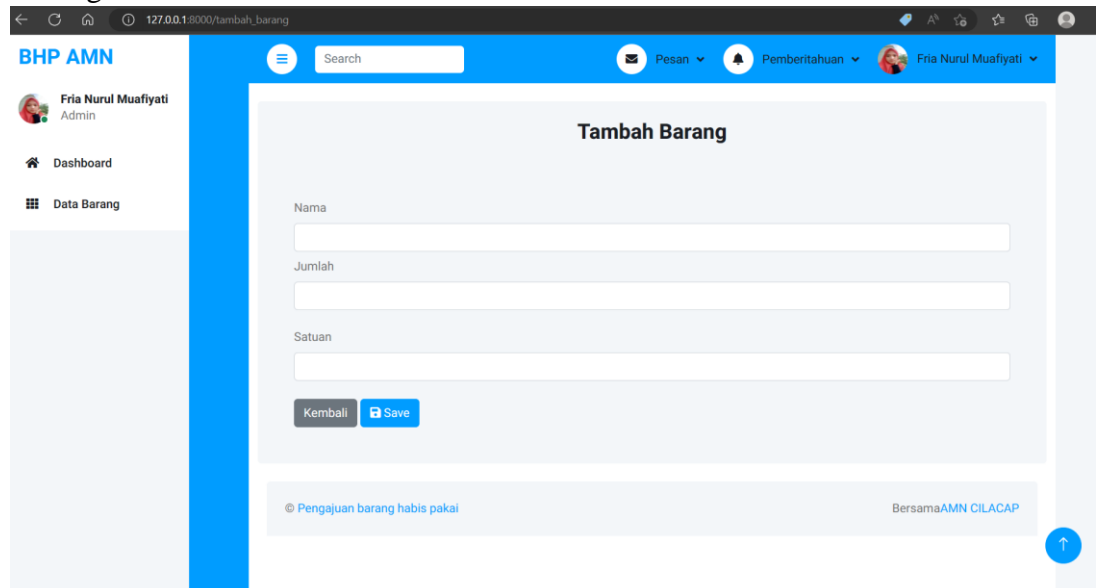 127.0.0.1:8000/tambah_barang
BHP AMN
Search
Pesan
Pemberitahuan
Fria Nurul Muafiyati
Fria Nurul Muafiyati
Admin
Dashboard
Data Barang
Tambah Barang
Nama
Jumlah
Satuan
Kembali
Save
© Pengajuan barang habis pakai
BersamaAMN CILACAP